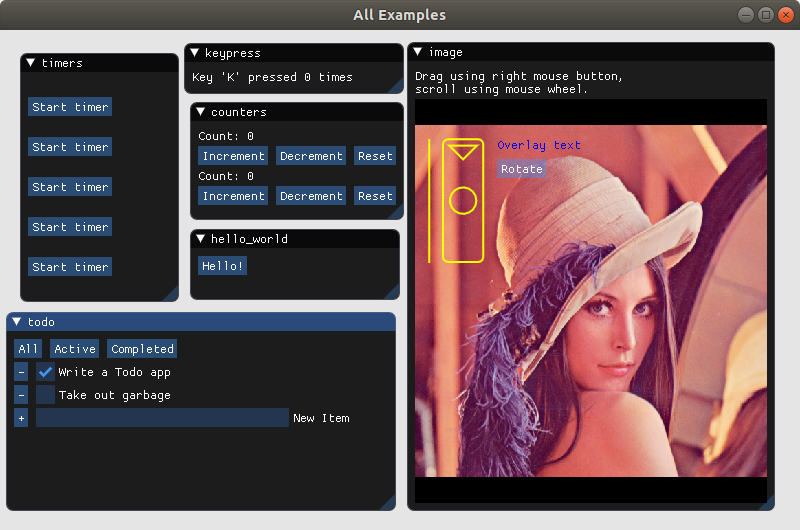 All Examples
timers
Start timer
Start timer
Start timer
Start timer
Start timer
keypress
Key 'K' pressed 0 times
counters
Count: 0
Increment Decrement Reset
Count: 0
Increment Decrement Reset
hello_world
Hello!
todo
All Active Completed
- Write a Todo app
- Take out garbage
+ New Item
image
Drag using right mouse button,
scroll using mouse wheel.
Overlay text
Rotate